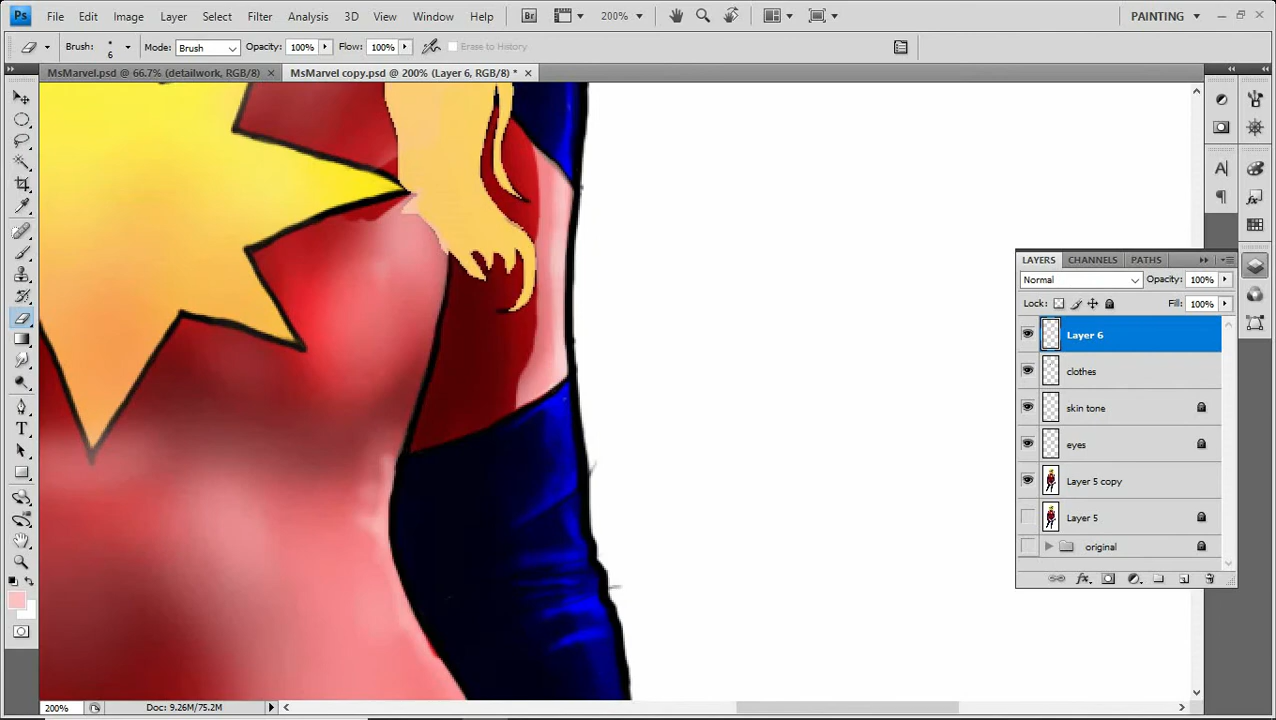 Ps File Edit Image Layer Select Filter Analysis 3D View Window Help Br 200% PAINTING
Brush: 6 Mode: Brush Opacity: 100% Flow: 100% Erase to History
MsMarvel.psd @ 66.7% (detailwork, RGB/8) MsMarvel copy.psd @ 200% (Layer 6, RGB/8) *
LAYERS CHANNELS PATHS
Normal Opacity: 100%
Lock: Fill: 100%
Layer 6
clothes
skin tone
eyes
Layer 5 copy
Layer 5
original
200% Doc: 9.26M/75.2M